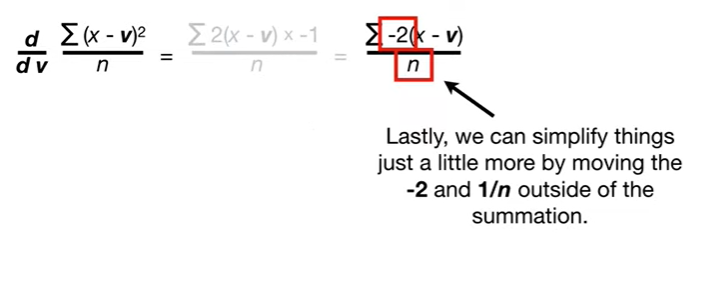 d/dv ∑(x - v)²/n = ∑ 2(x - v) × -1/n = ∑ -2(x - v)/n
Lastly, we can simplify things
just a little more by moving the
-2 and 1/n outside of the
summation.